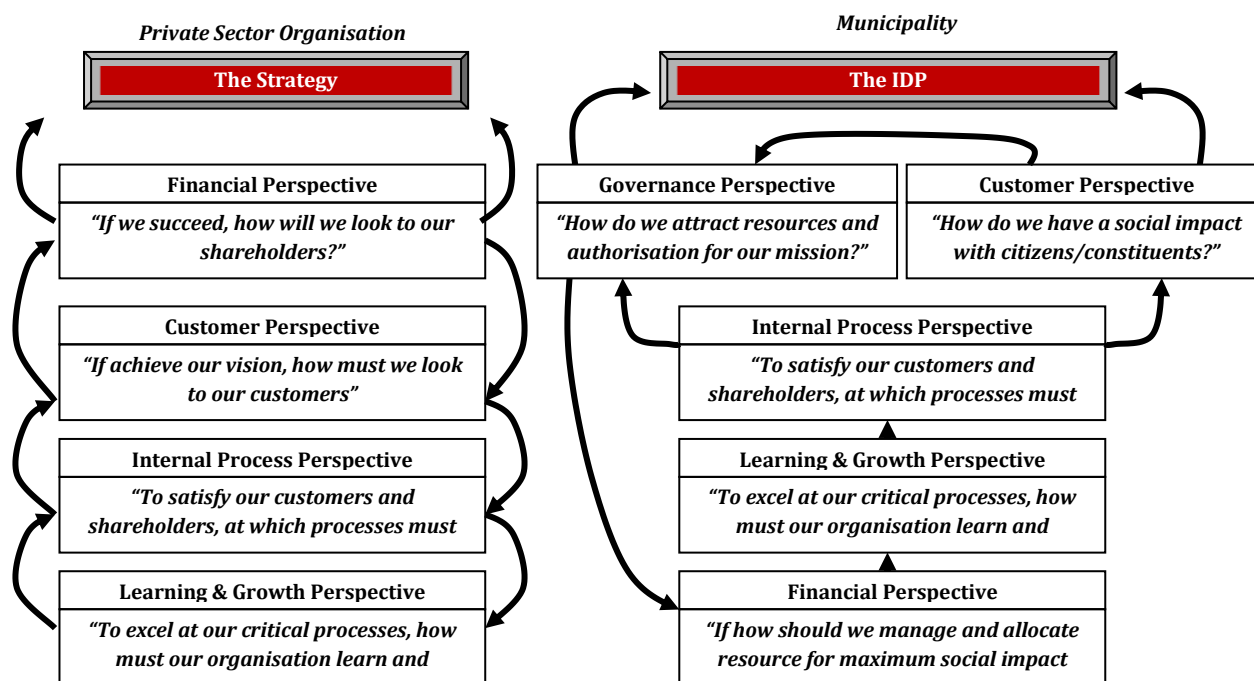 Private Sector Organisation
The Strategy
Financial Perspective
“If we succeed, how will we look to our
shareholders?”
Customer Perspective
“If achieve our vision, how must we look
to our customers”
Internal Process Perspective
“To satisfy our customers and
shareholders, at which processes must
Learning & Growth Perspective
“To excel at our critical processes, how
must our organisation learn and
Municipality
The IDP
Governance Perspective
“How do we attract resources and
authorisation for our mission?”
Customer Perspective
“How do we have a social impact
with citizens/constituents?”
Internal Process Perspective
“To satisfy our customers and
shareholders, at which processes must
Learning & Growth Perspective
“To excel at our critical processes, how
must our organisation learn and
Financial Perspective
“If how should we manage and allocate
resource for maximum social impact